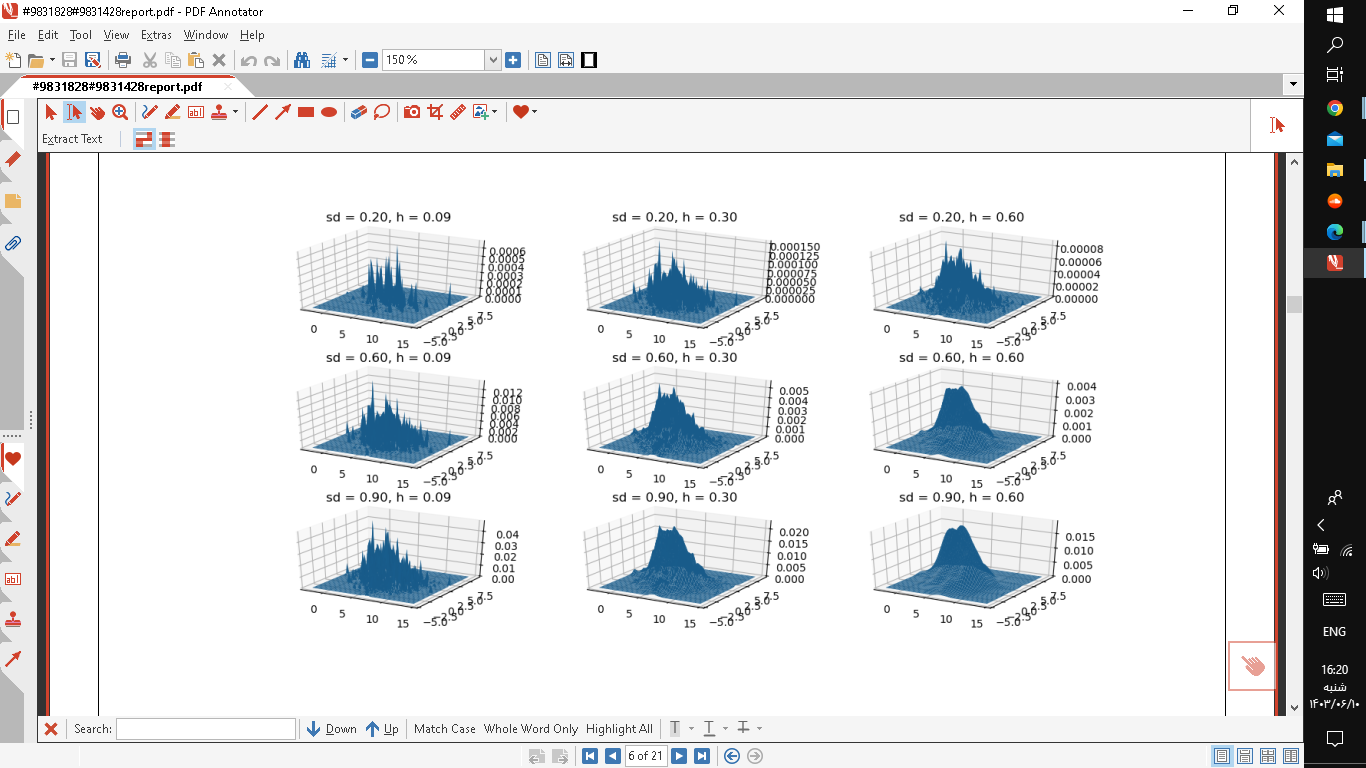 #9831828#9831428report.pdf - PDF Annotator
File Edit Tool View Extras Window Help
150 %
#9831828#9831428report.pdf
Extract Text
sd = 0.20, h = 0.09 sd = 0.20, h = 0.30 sd = 0.20, h = 0.60
0.0006 0.000150 0.00008
0.0005 0.000125 0.00006
0.0004 0.000100 0.00004
0.0003 0.000075 0.00002
0.0002 0.000050 0.00000
0.0001 0.000025
0.0000 0.000000
0 5 10 15 −5.0 −2.5 0.0 2.5 5.0 7.5
0 5 10 15 −5.0 −2.5 0.0 2.5 5.0 7.5
0 5 10 15 −5.0 −2.5 0.0 2.5 5.0 7.5
sd = 0.60, h = 0.09 sd = 0.60, h = 0.30 sd = 0.60, h = 0.60
0.012 0.005 0.004
0.010 0.004 0.003
0.008 0.003 0.002
0.006 0.002 0.001
0.004 0.001 0.000
0.002 0.000
0.000
0 5 10 15 −5.0 −2.5 0.0 2.5 5.0 7.5
0 5 10 15 −5.0 −2.5 0.0 2.5 5.0 7.5
0 5 10 15 −5.0 −2.5 0.0 2.5 5.0 7.5
sd = 0.90, h = 0.09 sd = 0.90, h = 0.30 sd = 0.90, h = 0.60
0.04 0.020 0.015
0.03 0.015 0.010
0.02 0.010 0.005
0.01 0.005 0.000
0.00 0.000
0 5 10 15 −5.0 −2.5 0.0 2.5 5.0 7.5
0 5 10 15 −5.0 −2.5 0.0 2.5 5.0 7.5
0 5 10 15 −5.0 −2.5 0.0 2.5 5.0 7.5
Search: Down Up Match Case Whole Word Only Highlight All
6 of 21
ENG
16:20
شنبه
۱۴۰۳/۰۶/۱۰